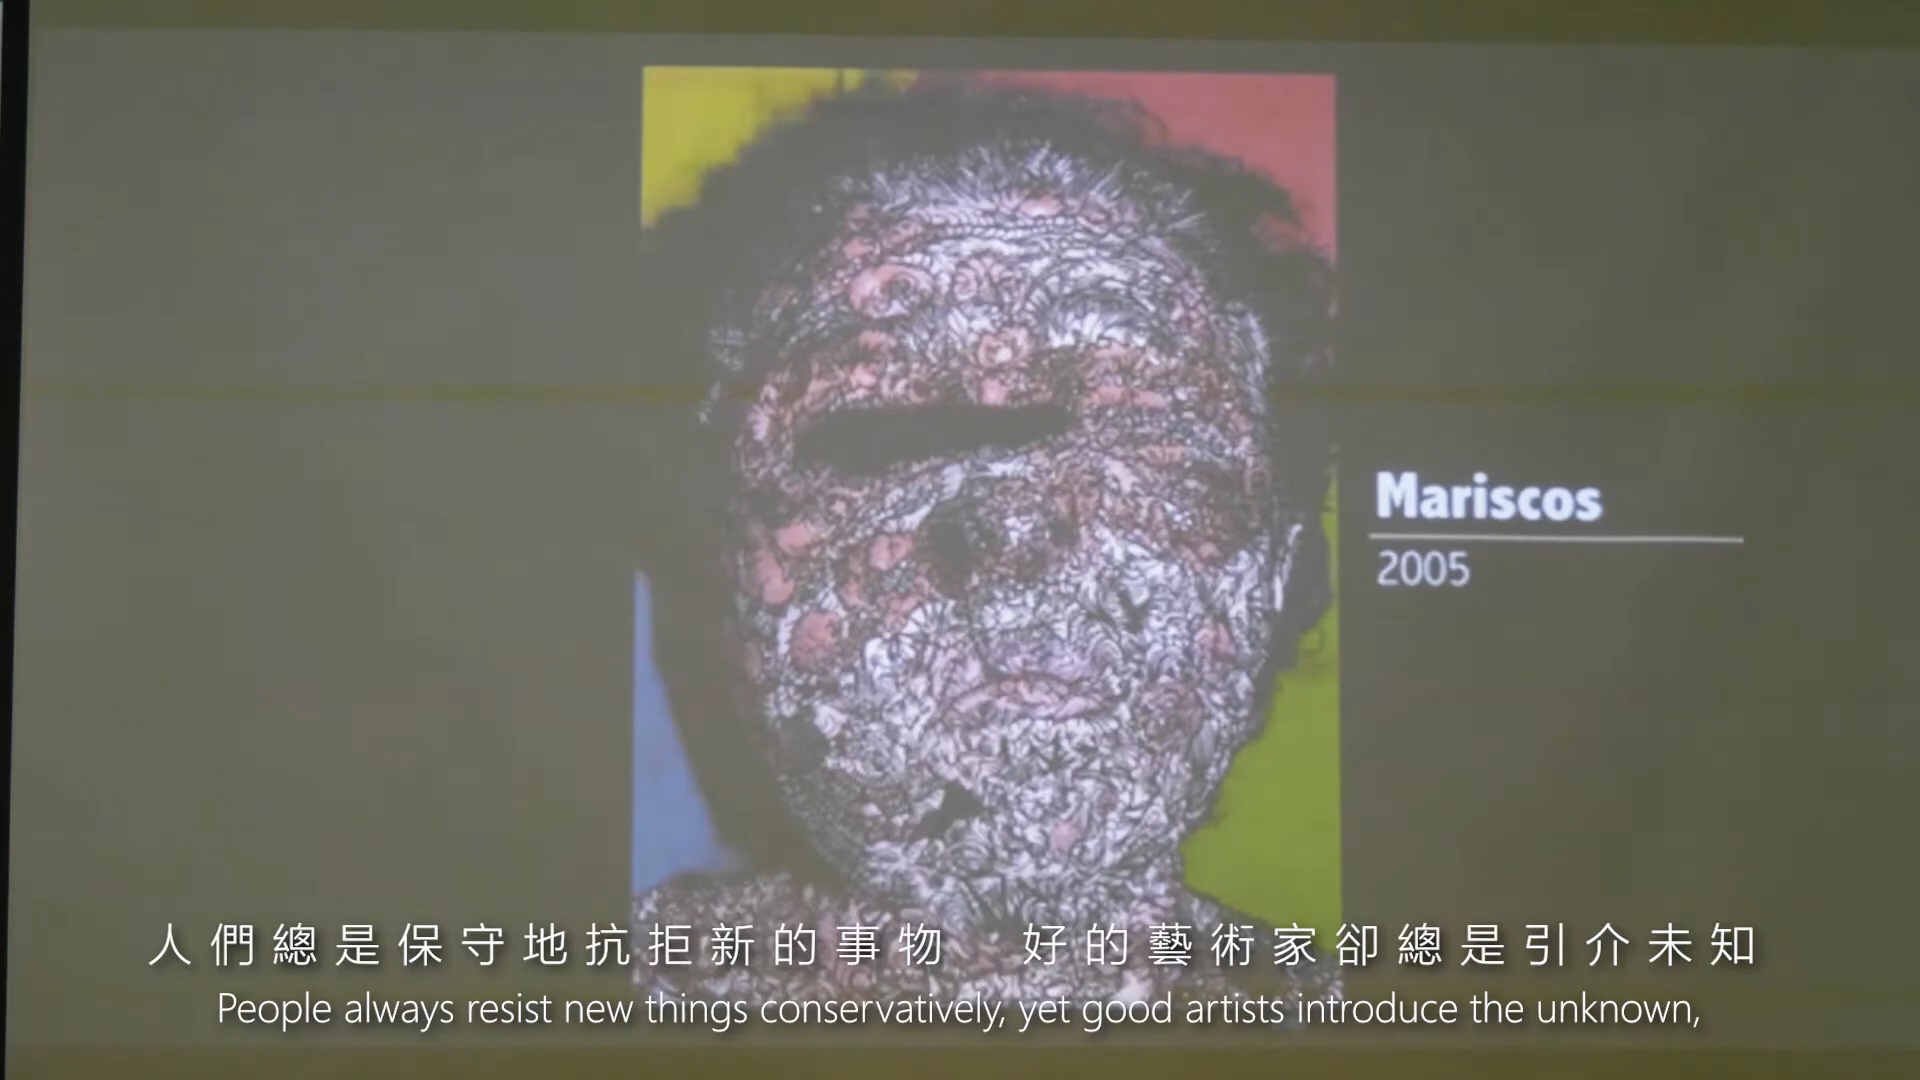 Mariscos
2005
人們總是保守地抗拒新的事物 好的藝術家卻總是引介未知
People always resist new things conservatively, yet good artists introduce the unknown,